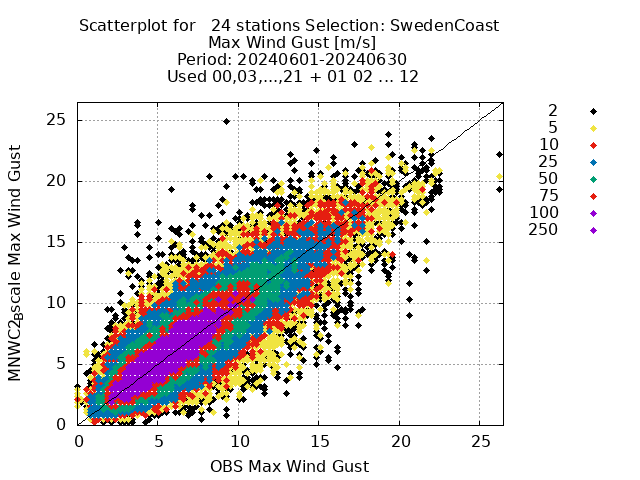 Scatterplot for   24 stations Selection: SwedenCoast
Max Wind Gust [m/s]
Period: 20240601-20240630
Used 00,03,...,21 + 01 02 ... 12
25
20
15
10
5
0
0 5 10 15 20 25
MNWC2Bscale Max Wind Gust
OBS Max Wind Gust
2
5
10
25
50
75
100
250